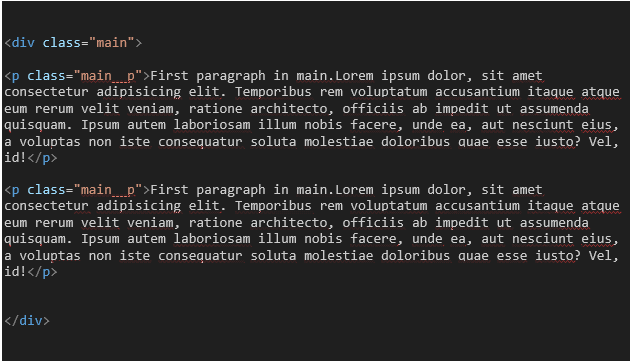 <div class="main">
<p class="main__p">First paragraph in main.Lorem ipsum dolor, sit amet
consectetur adipisicing elit. Temporibus rem voluptatum accusantium itaque atque
eum rerum velit veniam, ratione architecto, officiis ab impedit ut assumenda
quisquam. Ipsum autem laboriosam illum nobis facere, unde ea, aut nesciunt eius,
a voluptas non iste consequatur soluta molestiae doloribus quae esse iusto? Vel,
id!</p>
<p class="main__p">First paragraph in main.Lorem ipsum dolor, sit amet
consectetur adipisicing elit. Temporibus rem voluptatum accusantium itaque atque
eum rerum velit veniam, ratione architecto, officiis ab impedit ut assumenda
quisquam. Ipsum autem laboriosam illum nobis facere, unde ea, aut nesciunt eius,
a voluptas non iste consequatur soluta molestiae doloribus quae esse iusto? Vel,
id!</p>
</div>